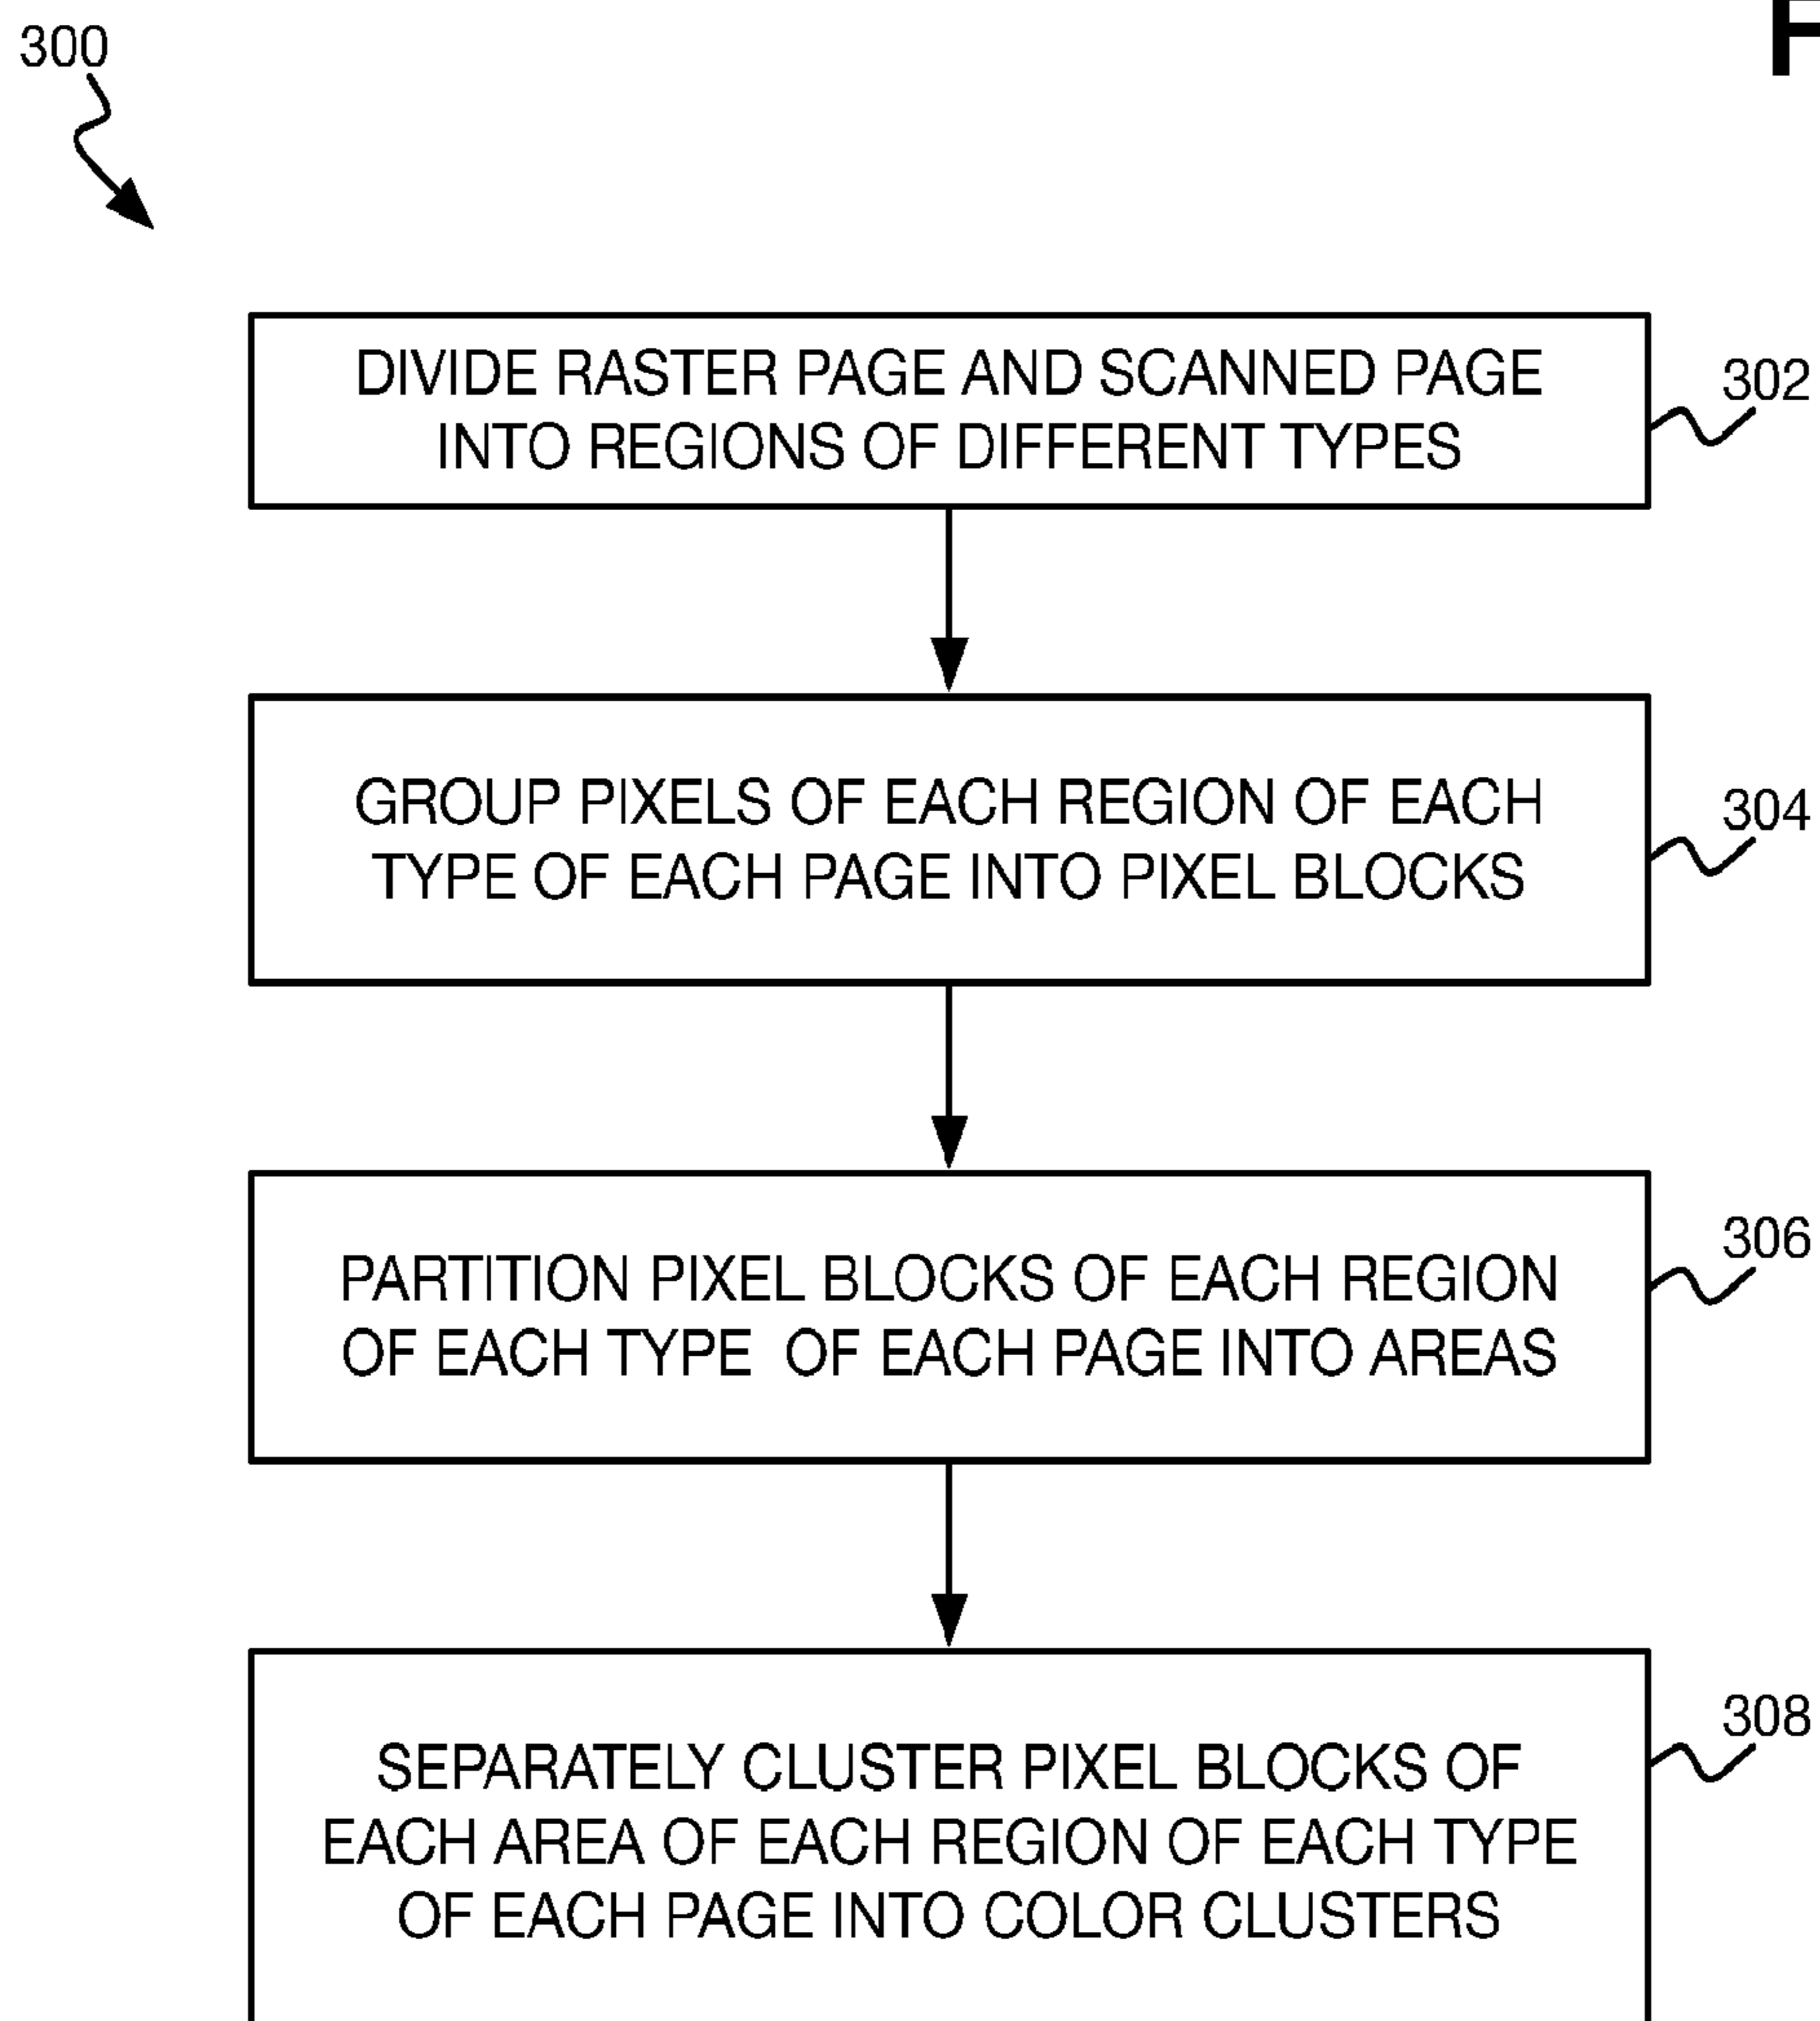 300
DIVIDE RASTER PAGE AND SCANNED PAGE
INTO REGIONS OF DIFFERENT TYPES
302
GROUP PIXELS OF EACH REGION OF EACH
TYPE OF EACH PAGE INTO PIXEL BLOCKS
304
PARTITION PIXEL BLOCKS OF EACH REGION
OF EACH TYPE OF EACH PAGE INTO AREAS
306
SEPARATELY CLUSTER PIXEL BLOCKS OF
EACH AREA OF EACH REGION OF EACH TYPE
OF EACH PAGE INTO COLOR CLUSTERS
308